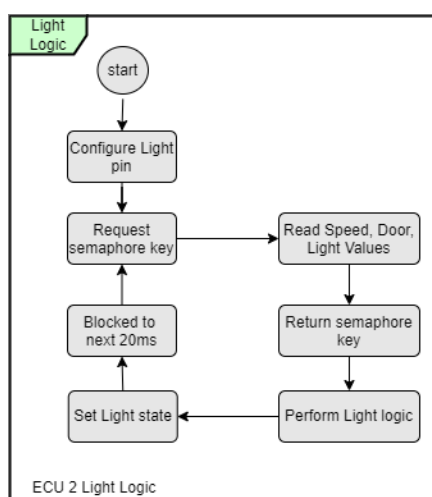 Light
Logic
start
Configure Light
pin
Request
semaphore key
Read Speed, Door,
Light Values
Blocked to
next 20ms
Return semaphore
key
Set Light state
Perform Light logic
ECU 2 Light Logic